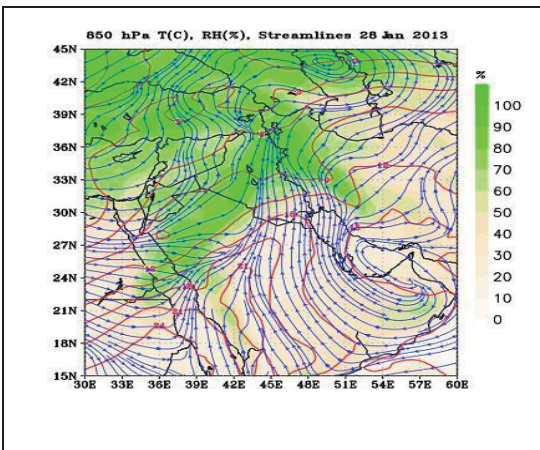 850 hPa T(C), RH(%), Streamlines 28 Jan 2013
%
45N
42N
39N
36N
33N
30N
27N
24N
21N
18N
15N
100
90
80
70
60
50
40
30
20
10
0
30E 33E 36E 39E 42E 45E 48E 51E 54E 57E 60E